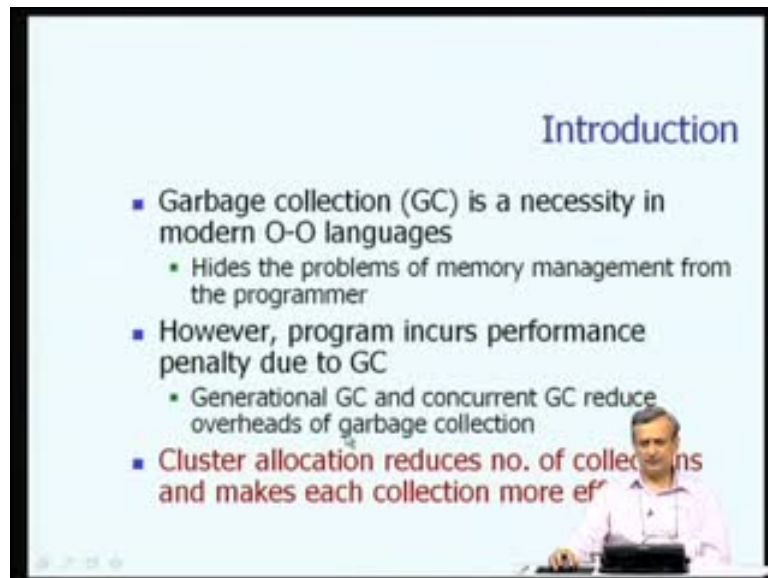 Introduction
Garbage collection (GC) is a necessity in
modern O-O languages
Hides the problems of memory management from
the programmer
However, program incurs performance
penalty due to GC
Generational GC and concurrent GC reduce
overheads of garbage collection
Cluster allocation reduces no. of
and makes each collection more